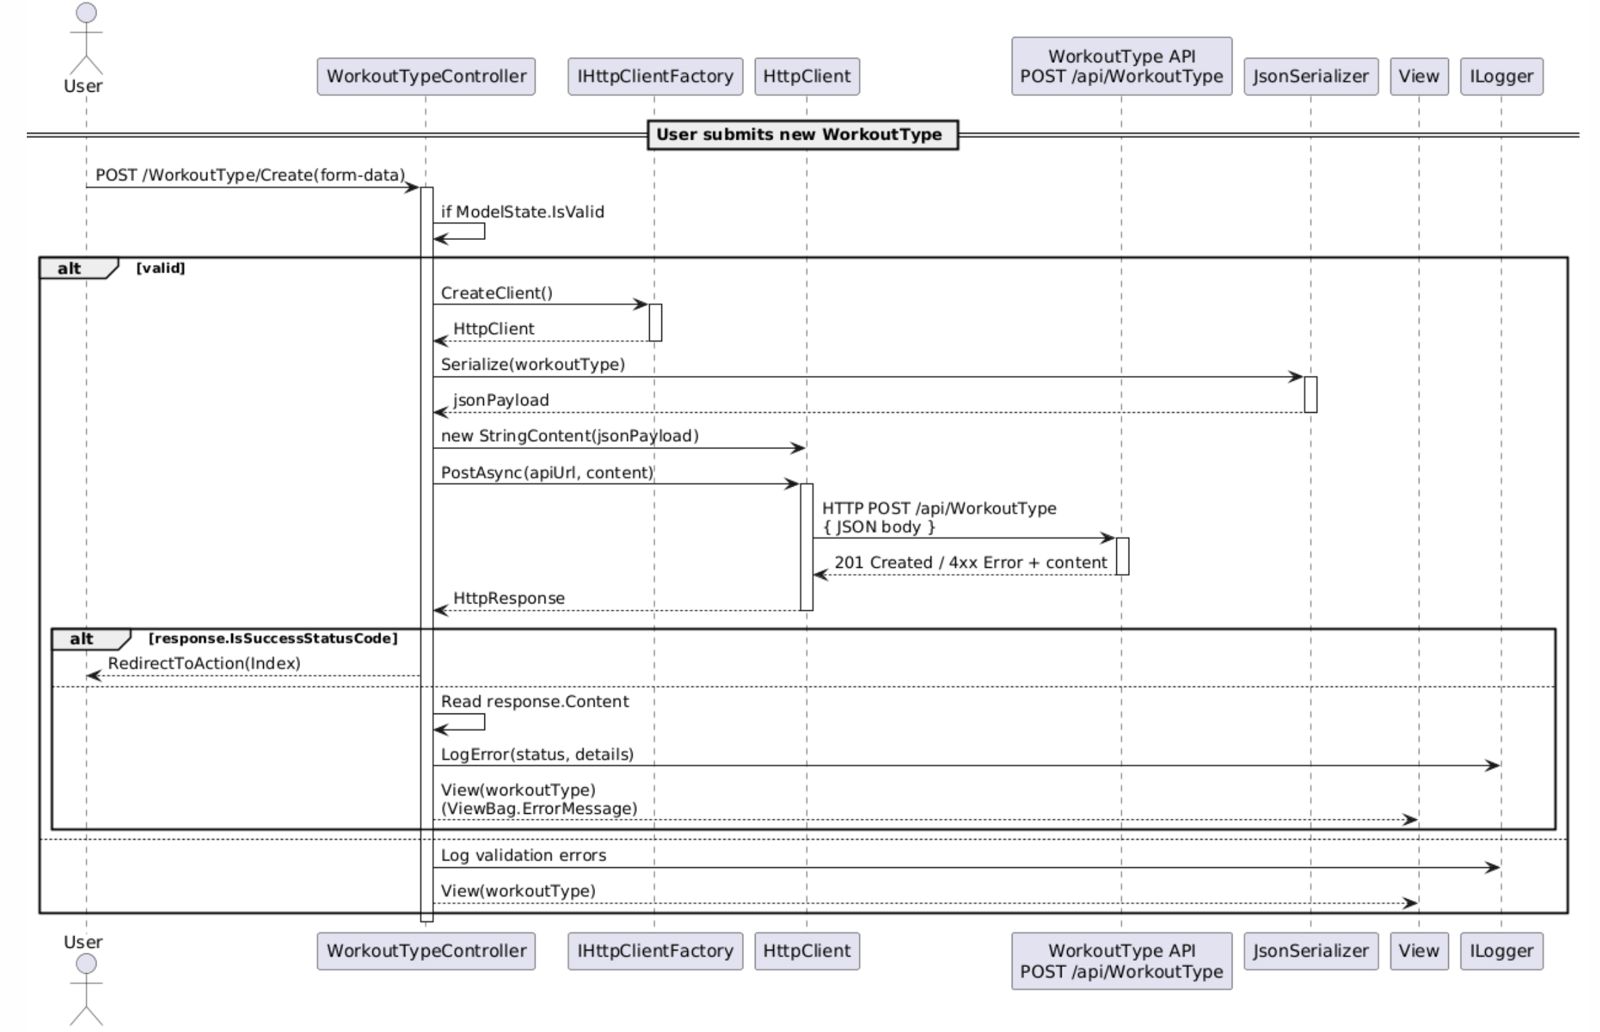 User
WorkoutTypeController
IHttpClientFactory
HttpClient
WorkoutType API
POST /api/WorkoutType
JsonSerializer
View
ILogger
User submits new WorkoutType
POST /WorkoutType/Create(form-data)
if ModelState.IsValid
alt [valid]
CreateClient()
HttpClient
Serialize(workoutType)
jsonPayload
new StringContent(jsonPayload)
PostAsync(apiUrl, content)
HTTP POST /api/WorkoutType
{ JSON body }
201 Created / 4xx Error + content
HttpResponse
alt [response.IsSuccessStatusCode]
RedirectToAction(Index)
Read response.Content
LogError(status, details)
View(workoutType)
(ViewBag.ErrorMessage)
Log validation errors
View(workoutType)
User
WorkoutTypeController
IHttpClientFactory
HttpClient
WorkoutType API
POST /api/WorkoutType
JsonSerializer
View
ILogger